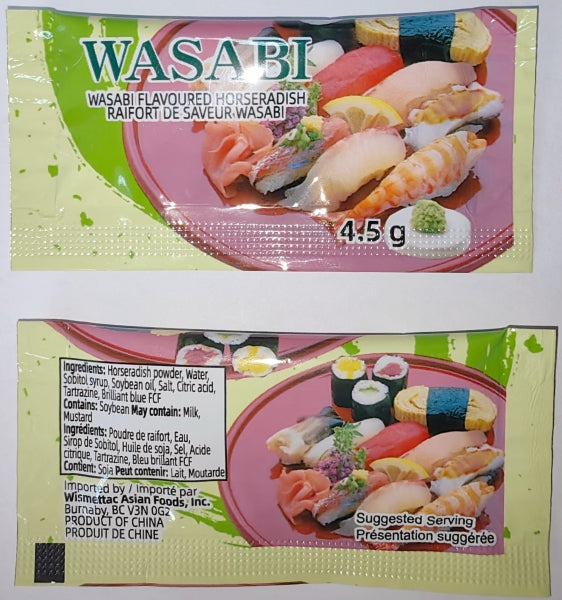 WASABI
WASABI FLAVOURED HORSERADISH
RAIFORT DE SAVEUR WASABI
4.5 g
Ingredients: Horseradish powder, Water,
Sobitol syrup, Soybean oil, Salt, Citric acid,
Tartrazine, Brilliant blue FCF
Contains: Soybean May contain: Milk,
Mustard
Ingrédients: Poudre de raifort, Eau,
Sirop de Sobitol, Huile de soja, Sel, Acide
citrique, Tartrazine, Bleu brillant FCF
Contient: Soja Peut contenir: Lait, Moutarde
Imported by / Importé par
Wismettac Asian Foods, Inc.
Burnaby, BC V3N 0G2
PRODUCT OF CHINA
PRODUIT DE CHINE
Suggested Serving
Présentation suggérée